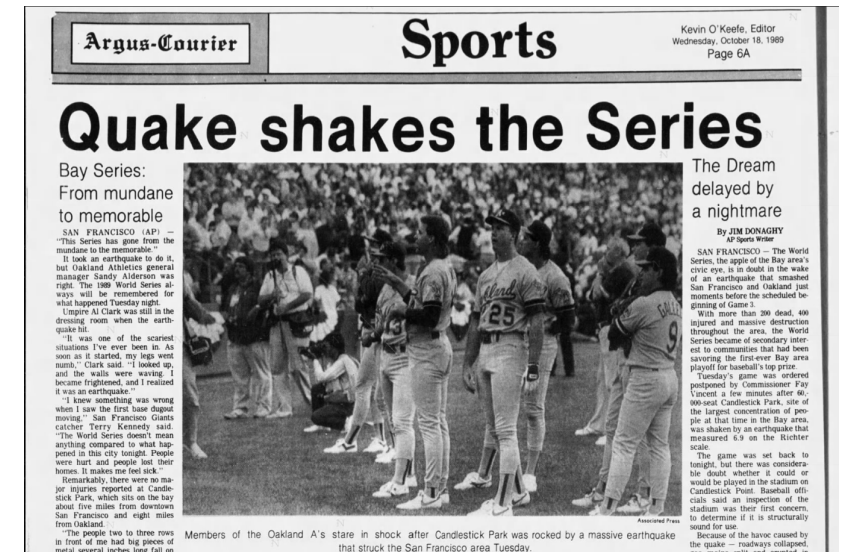 Argus-Courier
Sports
Kevin O'Keefe, Editor
Wednesday, October 18, 1989
Page 6A
Quake shakes the Series
Bay Series:
From mundane
to memorable
SAN FRANCISCO (AP) —
"This Series has gone from the
mundane to the memorable."
It took an earthquake to do it,
but Oakland Athletics general
manager Sandy Alderson was
right. The 1989 World Series al-
ways will be remembered for
what happened Tuesday night.
Umpire Al Clark was still in the
dressing room when the earth-
quake hit.
"It was one of the scariest
situations I've ever been in. As
soon as it started, my legs went
numb," Clark said. "I looked up,
and the walls were waving. I
became frightened, and I realized
it was an earthquake."
"I knew something was wrong
when I saw the first base dugout
moving," San Francisco Giants
catcher Terry Kennedy said.
"The World Series doesn't mean
anything compared to what hap-
pened in this city tonight. People
were hurt and people lost their
homes. It makes me feel sick."
Remarkably, there were no ma-
jor injuries reported at Candle-
stick Park, which sits on the bay
about five miles from downtown
San Francisco and eight miles
from Oakland.
"The people two to three rows
in front of me had big pieces of
metal several inches long fall on
25
3
GALLE
9
Associated Press
Members of the Oakland A's stare in shock after Candlestick Park was rocked by a massive earthquake
that struck the San Francisco area Tuesday.
The Dream
delayed by
a nightmare
By JIM DONAGHY
AP Sports Writer
SAN FRANCISCO — The World
Series, the apple of the Bay area's
civic eye, is in doubt in the wake
of an earthquake that smashed
San Francisco and Oakland just
moments before the scheduled be-
ginning of Game 3.
With more than 200 dead, 400
injured and massive destruction
throughout the area, the World
Series became of secondary inter-
est to communities that had been
savoring the first-ever Bay area
playoff for baseball's top prize.
Tuesday's game was ordered
postponed by Commissioner Fay
Vincent a few minutes after 60,-
000-seat Candlestick Park, site of
the largest concentration of peo-
ple at that time in the Bay area,
was shaken by an earthquake that
measured 6.9 on the Richter
scale.
The game was set back to
tonight, but there was considera-
ble doubt whether it could or
would be played in the stadium on
Candlestick Point. Baseball offi-
cials said an inspection of the
stadium was their first concern,
to determine if it is structurally
sound for use.
Because of the havoc caused by
the quake — roadways collapsed,